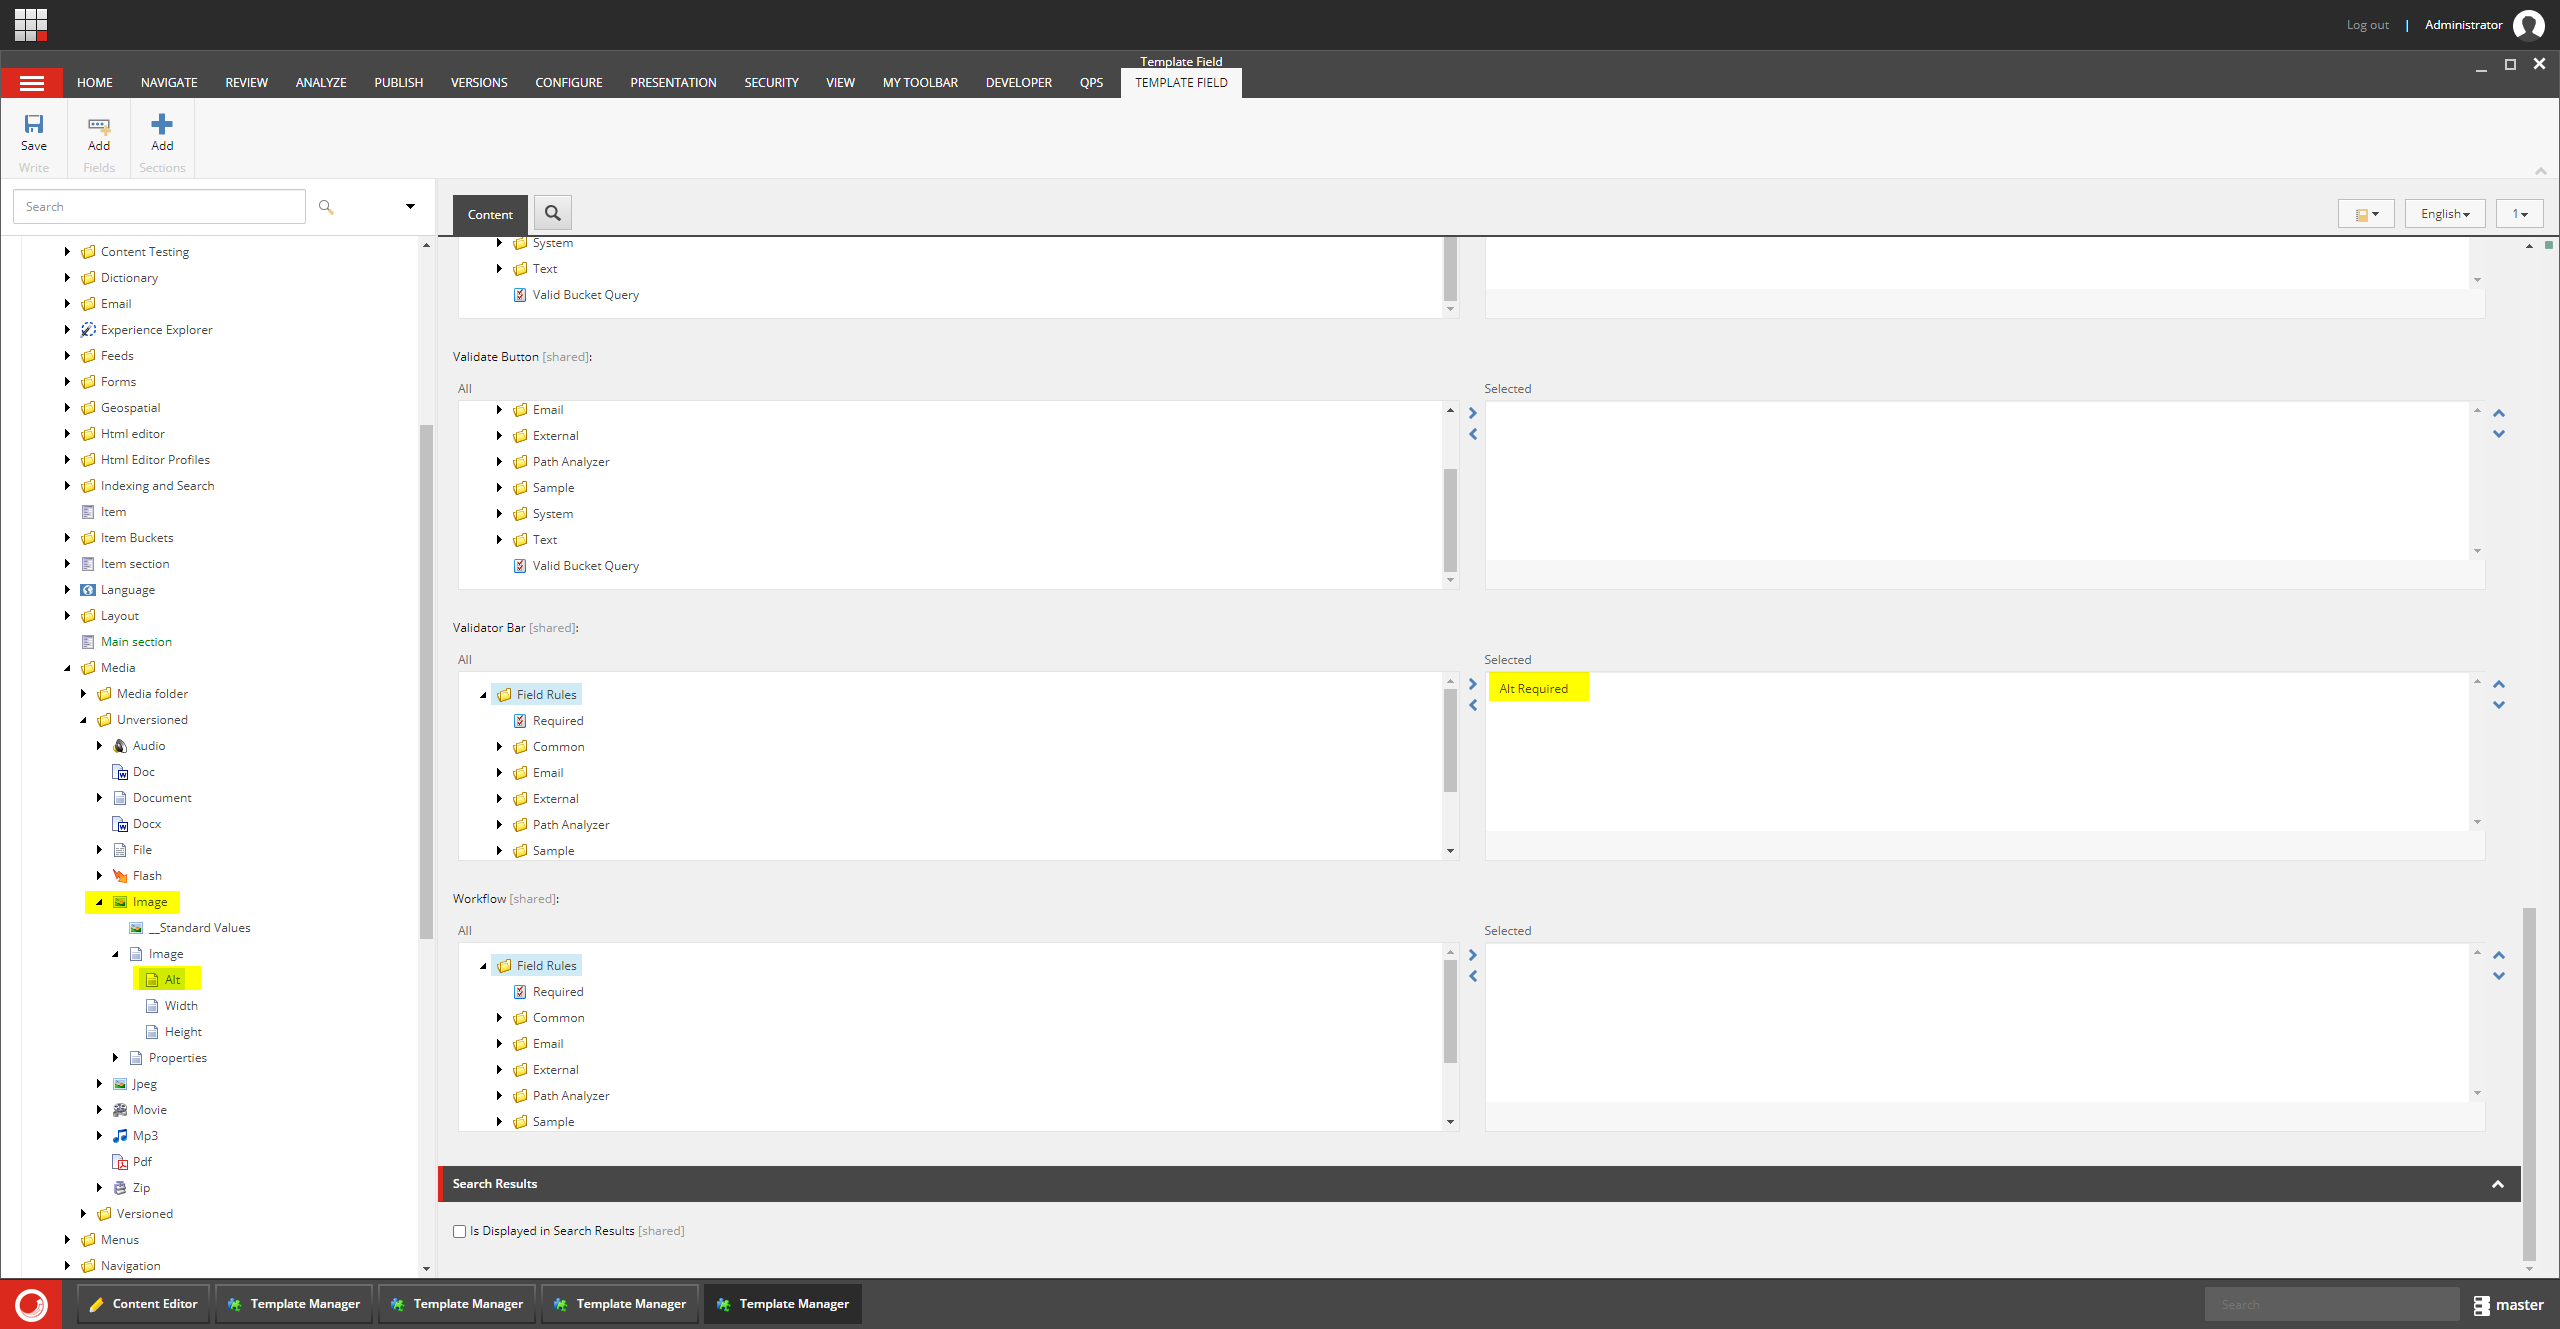 Log out | Administrator
Template Field
HOME NAVIGATE REVIEW ANALYZE PUBLISH VERSIONS CONFIGURE PRESENTATION SECURITY VIEW MY TOOLBAR DEVELOPER QPS TEMPLATE FIELD
Save Add Add
Write Fields Sections
Search
Content
English 1
Content Testing
Dictionary
Email
Experience Explorer
Feeds
Forms
Geospatial
Html editor
Html Editor Profiles
Indexing and Search
Item
Item Buckets
Item section
Language
Layout
Main section
Media
Media folder
Unversioned
Audio
Doc
Document
Docx
File
Flash
Image
__Standard Values
Image
Alt
Width
Height
Properties
Jpeg
Movie
Mp3
Pdf
Zip
Versioned
Menus
Navigation
System
Text
Valid Bucket Query
Validate Button [shared]:
All Selected
Email
External
Path Analyzer
Sample
System
Text
Valid Bucket Query
Validator Bar [shared]:
All Selected
Field Rules
Alt Required
Required
Common
Email
External
Path Analyzer
Sample
Workflow [shared]:
All Selected
Field Rules
Required
Common
Email
External
Path Analyzer
Sample
Search Results
Is Displayed in Search Results [shared]
Content Editor Template Manager Template Manager Template Manager Template Manager Search master